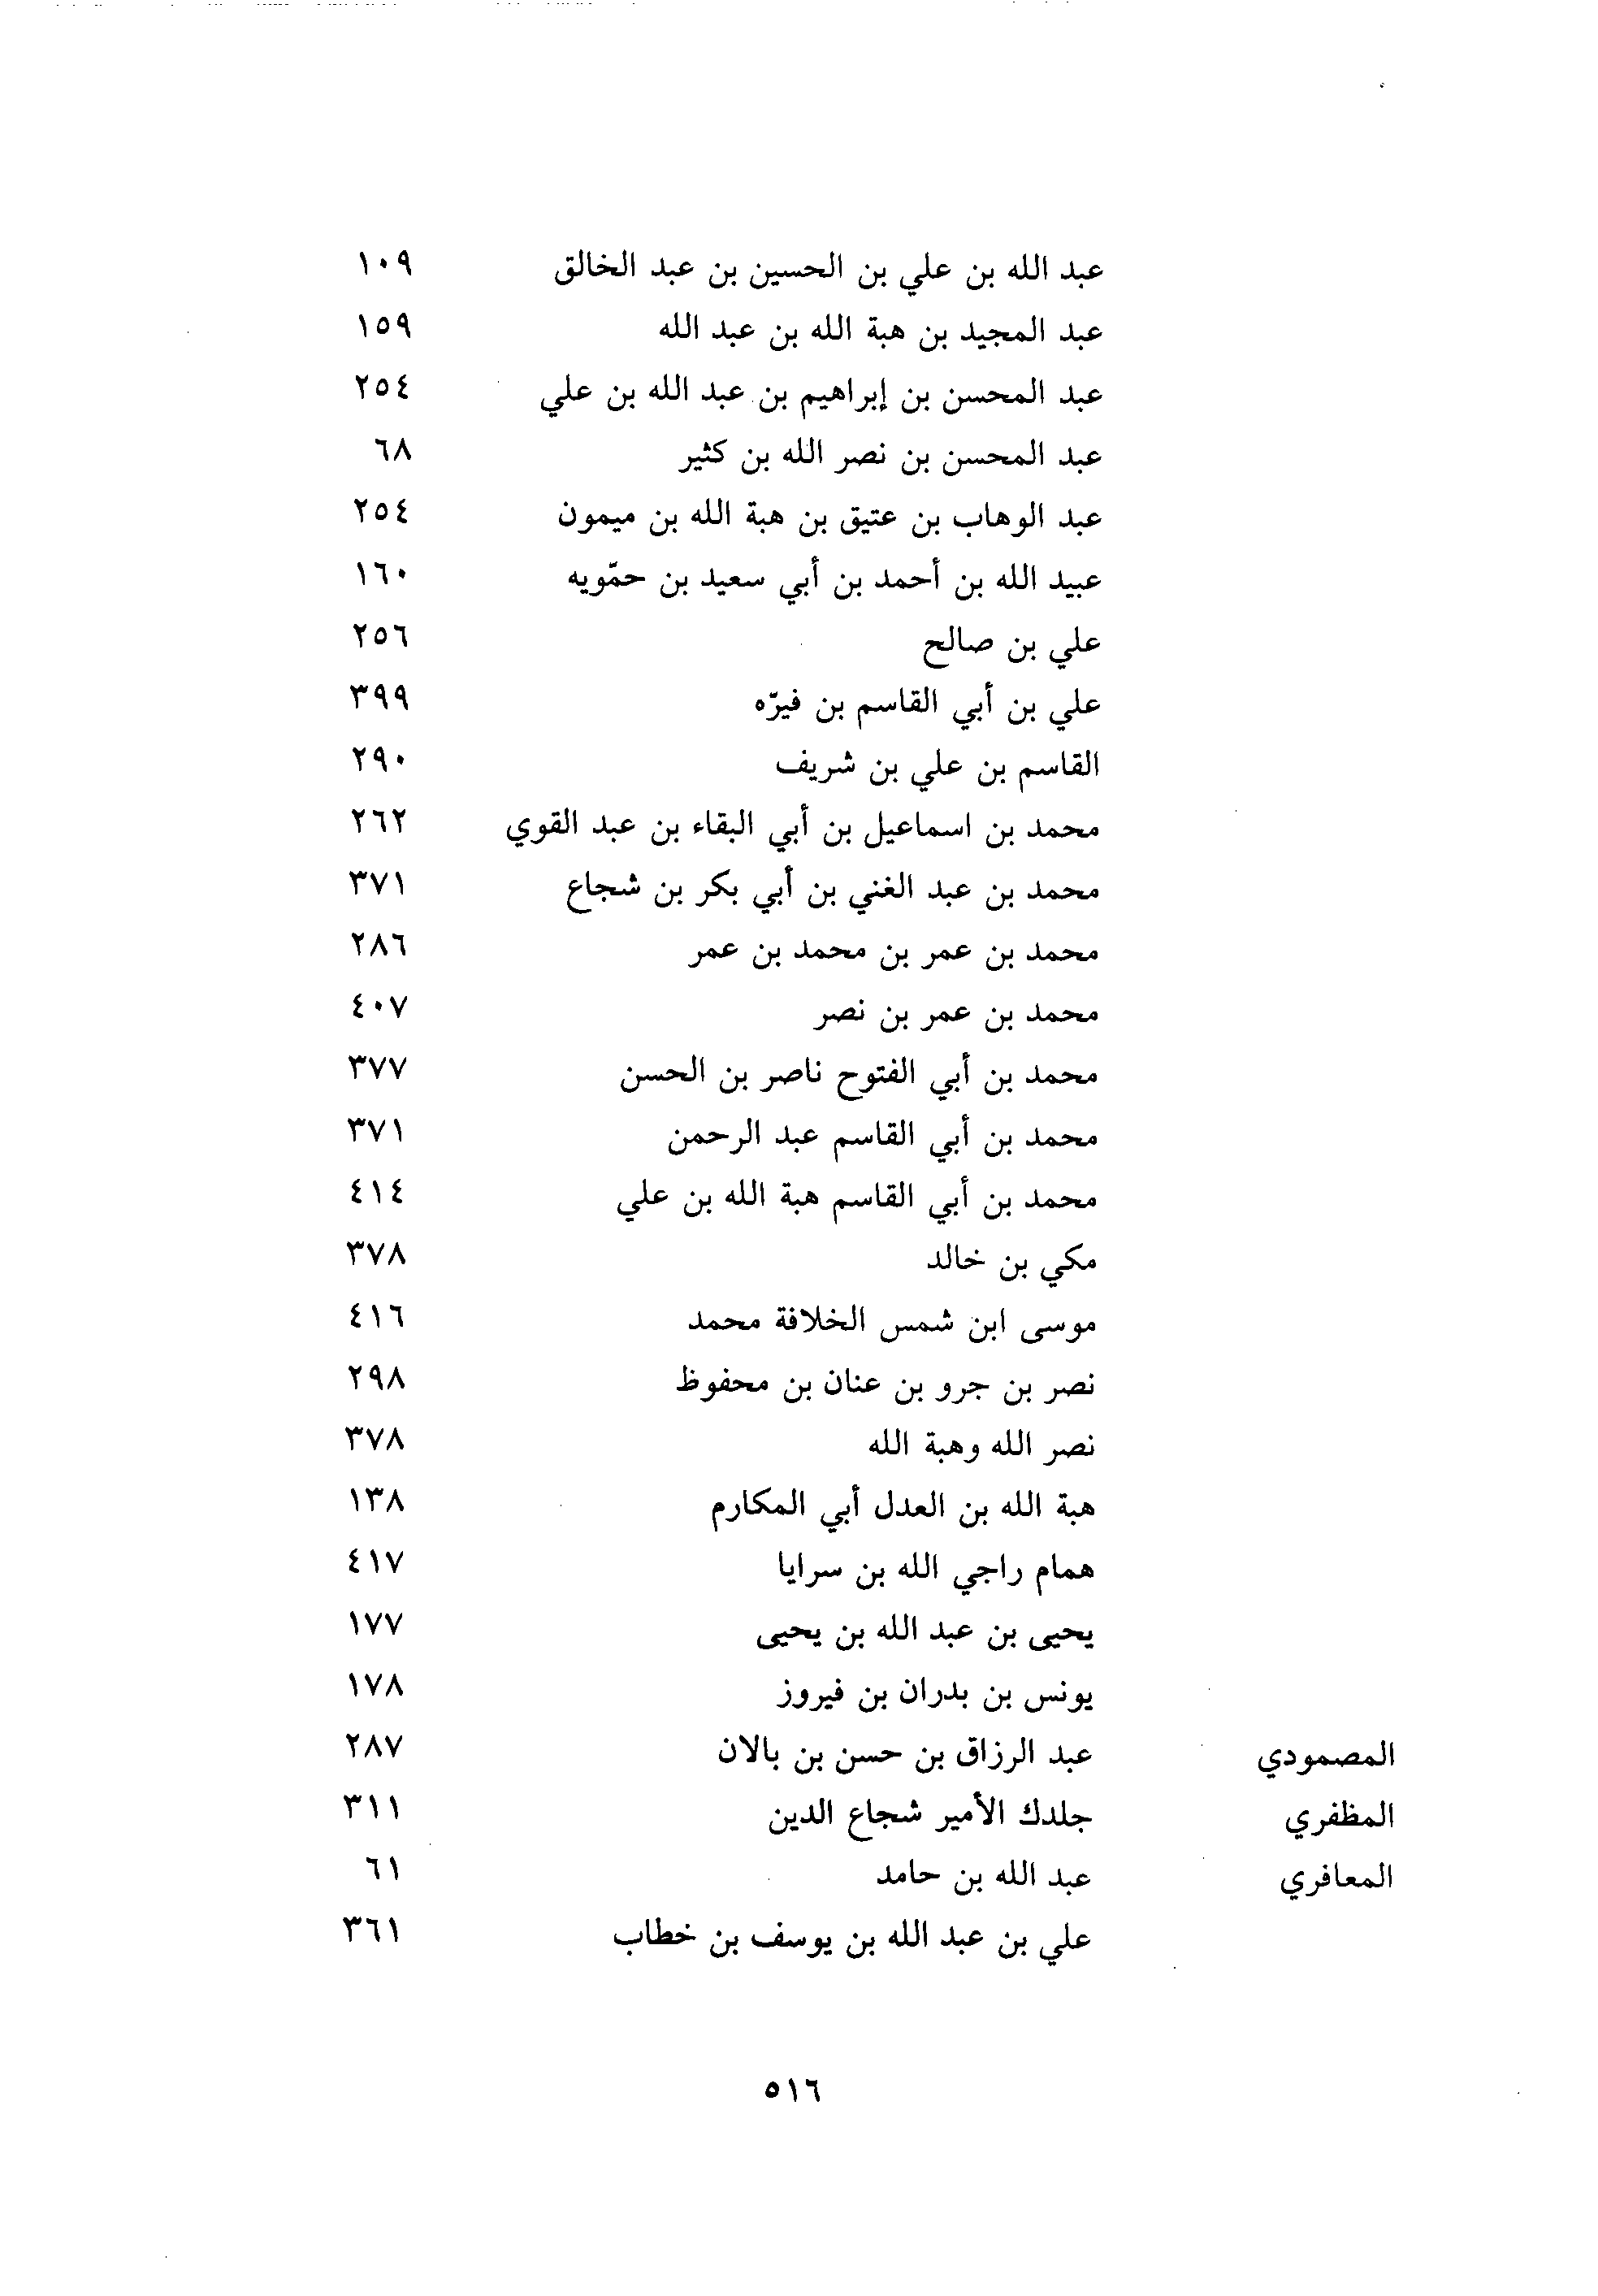 عبد الله بن علي بن الحسين بن عبد الخالق ١٠٩
عبد المجيد بن هبة الله بن عبد الله ١٥٩
عبد المحسن بن إبراهيم بن عبد الله بن علي ٢٥٤
عبد المحسن بن نصر الله بن كثير ٦٨
عبد الوهاب بن عتيق بن هبة الله بن ميمون ٢٥٤
عبيد الله بن أحمد بن أبي سعيد بن حمّويه ١٦٠
علي بن صالح ٢٥٦
علي بن أبي القاسم بن فيرّه ٣٩٩
القاسم بن علي بن شريف ٢٩٠
محمد بن اسماعيل بن أبي البقاء بن عبد القوي ٢٦٢
محمد بن عبد الغني بن أبي بكر بن شجاع ٣٧١
محمد بن عمر بن محمد بن عمر ٢٨٦
محمد بن عمر بن نصر ٤٠٧
محمد بن أبي الفتوح ناصر بن الحسن ٣٧٧
محمد بن أبي القاسم عبد الرحمن ٣٧١
محمد بن أبي القاسم هبة الله بن علي ٤١٤
مكي بن خالد ٣٧٨
موسى ابن شمس الخلافة محمد ٤١٦
نصر بن جرو بن عنان بن محفوظ ٢٩٨
نصر الله وهبة الله ٣٧٨
هبة الله بن العدل أبي المكارم ١٣٨
همام راجي الله بن سرايا ٤١٧
يحيى بن عبد الله بن يحيى ١٧٧
يونس بن بدران بن فيروز ١٧٨
المصمودي عبد الرزاق بن حسن بن بالان ٢٨٧
المظفري جلدك الأمير شجاع الدين ٣١١
المعافري عبد الله بن حامد ٦١
علي بن عبد الله بن يوسف بن خطاب ٣٦١
٥١٦